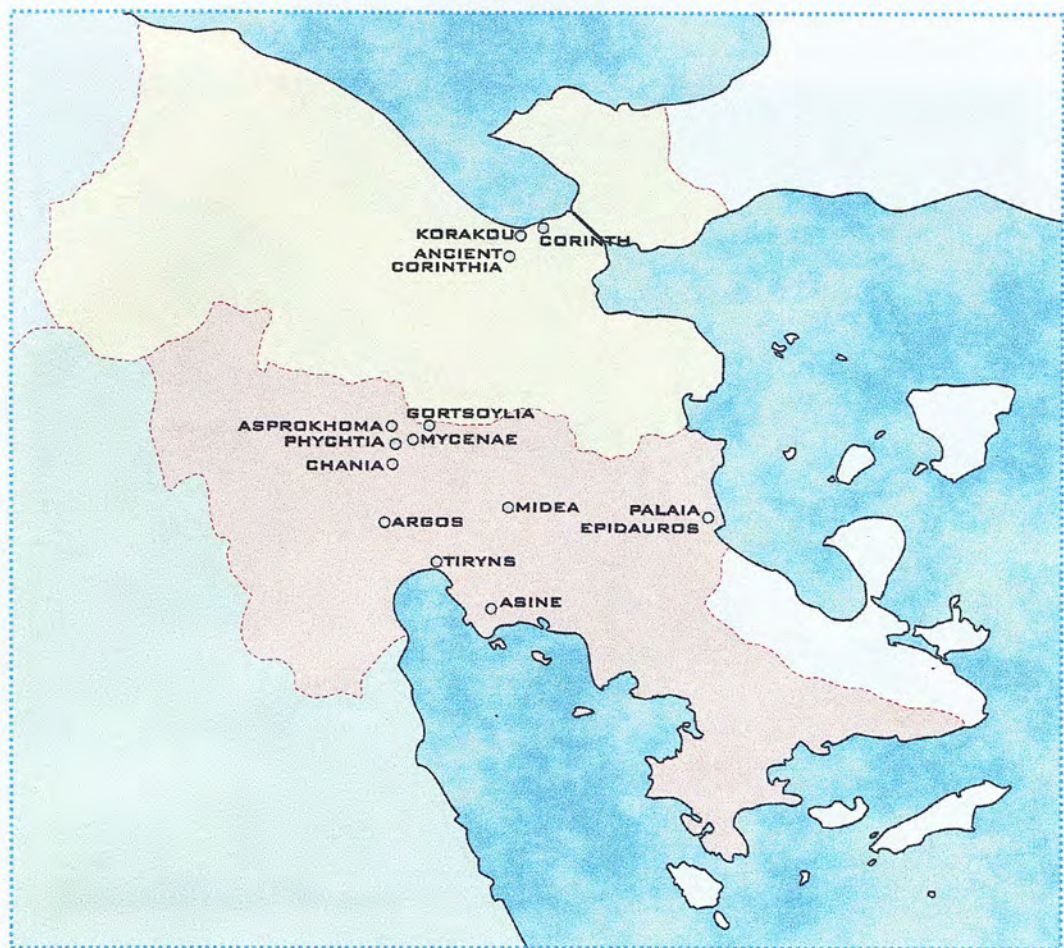 KORAKOU
CORINTH
ANCIENT
CORINTHIA
GORTSOYLIA
ASPROKHOMA
PHYCHTIA
MYCENAE
CHANIA
MIDEA
PALAIA
EPIDAUROS
ARGOS
TIRYNS
ASINE